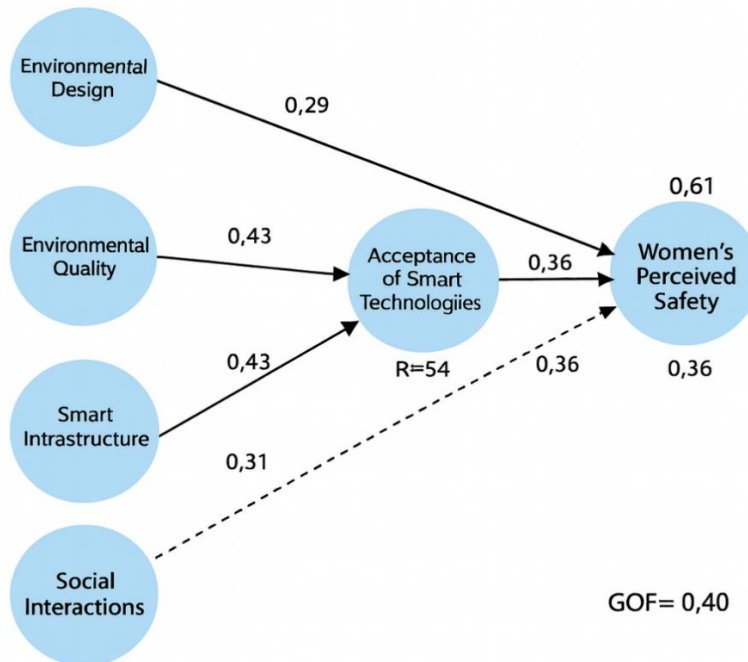 Environmental
Design
0,29
0,61
Environmental
Quality
0,43
Acceptance
of Smart
Technologiies
0,36
Women's
Perceived
Safety
0,43
R=54
0,36
0,36
Smart
Intrastructure
0,31
Social
Interactions
GOF= 0,40